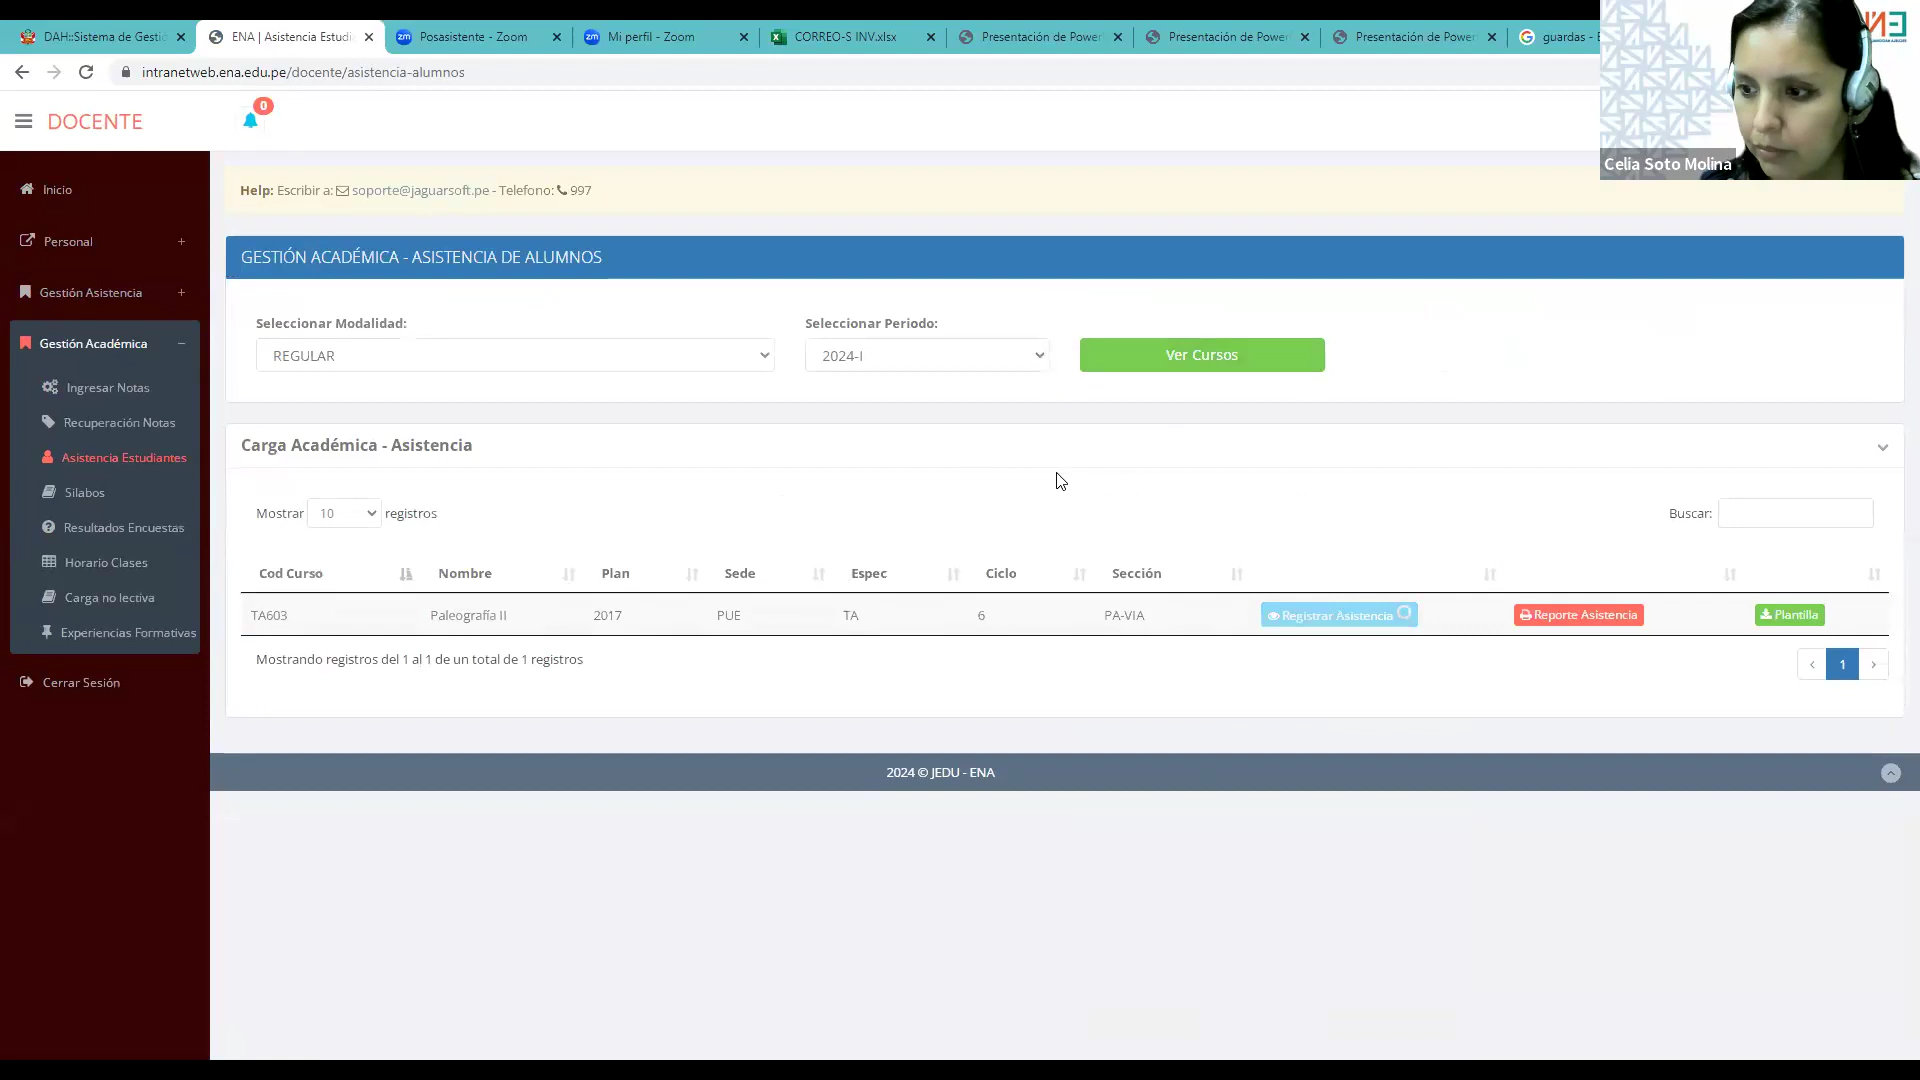 DAH::Sistema de Gestió
ENA | Asistencia Estudi
Posasistente - Zoom
Mi perfil - Zoom
CORREO-S INV.xlsx
Presentación de Power
Presentación de Power
Presentación de Power
guardas -
intranetweb.ena.edu.pe/docente/asistencia-alumnos
Celia Soto Molina
DOCENTE
0
Inicio
Personal +
Gestión Asistencia +
Gestión Académica −
Ingresar Notas
Recuperación Notas
Asistencia Estudiantes
Silabos
Resultados Encuestas
Horario Clases
Carga no lectiva
Experiencias Formativas
Cerrar Sesión
Help: Escribir a: soporte@jaguarsoft.pe - Telefono: 997
GESTIÓN ACADÉMICA - ASISTENCIA DE ALUMNOS
Seleccionar Modalidad: Seleccionar Periodo:
REGULAR 2024-I Ver Cursos
Carga Académica - Asistencia
Mostrar 10 registros Buscar:
Cod Curso Nombre Plan Sede Espec Ciclo Sección
TA603 Paleografía II 2017 PUE TA 6 PA-VIA Registrar Asistencia Reporte Asistencia Plantilla
Mostrando registros del 1 al 1 de un total de 1 registros
‹ 1 ›
2024 © JEDU - ENA